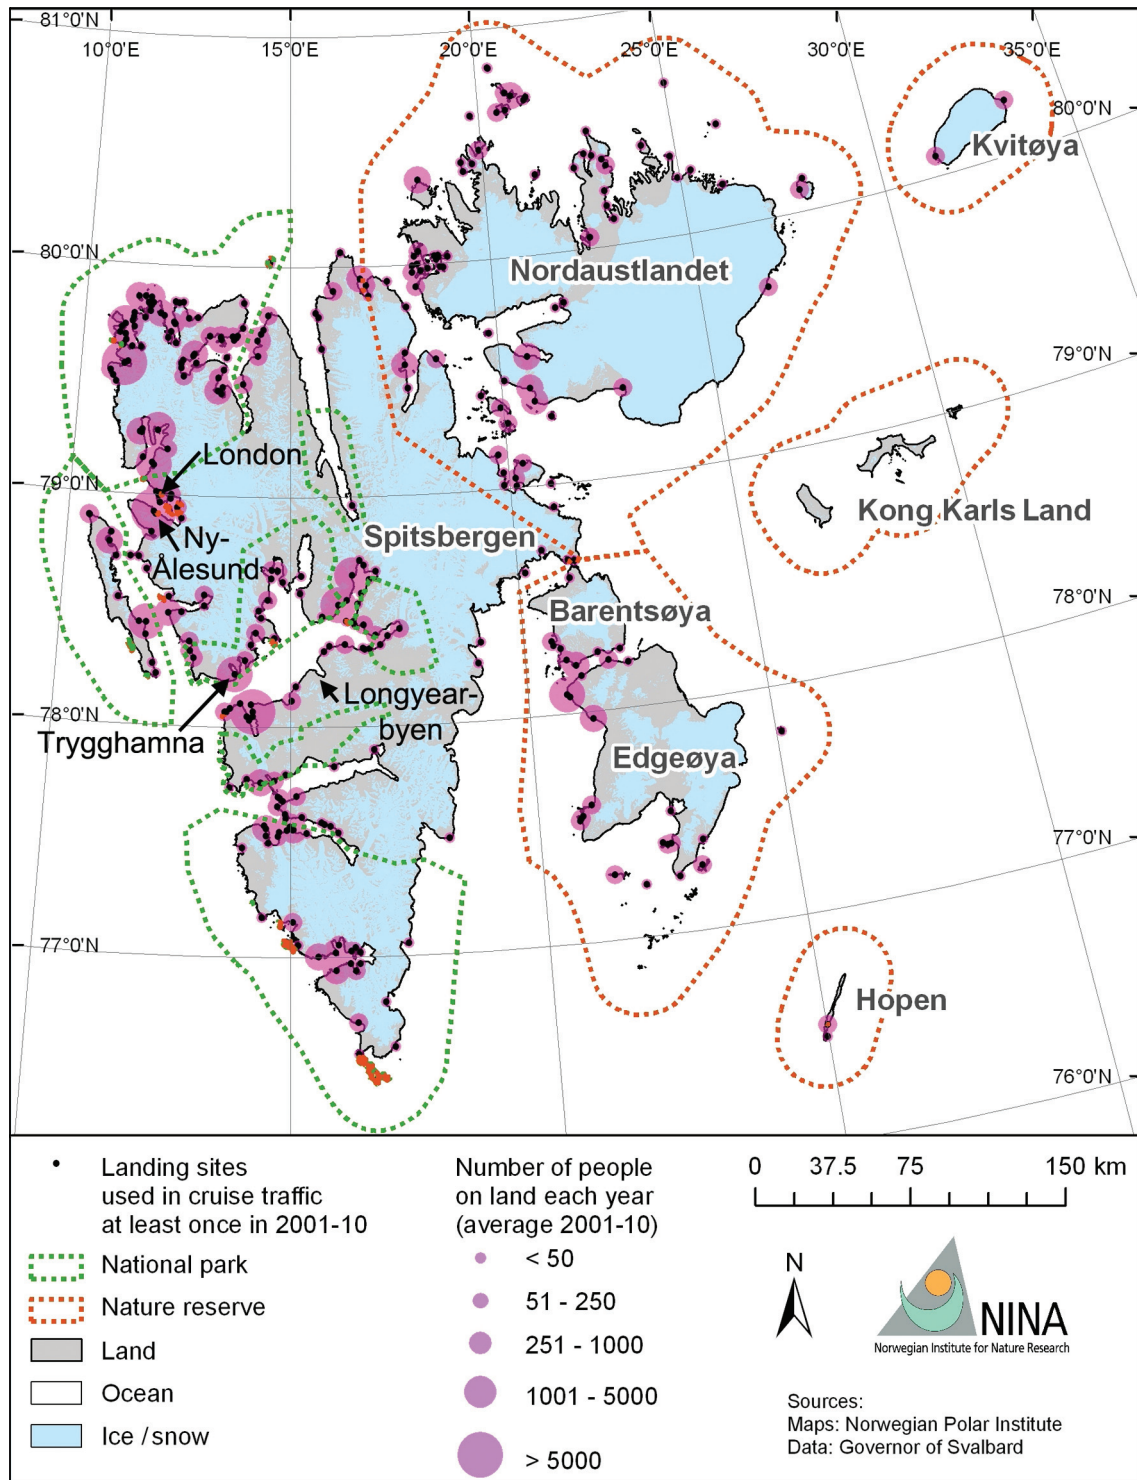 81°0'N
10°0'E 15°0'E 20°0'E 25°0'E 30°0'E 35°0'E
80°0'N
Kvitøya
80°0'N
Nordaustlandet
79°0'N
London
79°0'N
Kong Karls Land
Ny-
Ålesund
Spitsbergen
Barentsøya
78°0'N
Longyear-
byen
78°0'N
Trygghamna
Edgeøya
77°0'N
77°0'N
Hopen
76°0'N
Landing sites
used in cruise traffic
at least once in 2001-10
National park
Nature reserve
Land
Ocean
Ice / snow
Number of people
on land each year
(average 2001-10)
< 50
51 - 250
251 - 1000
1001 - 5000
> 5000
0 37.5 75 150 km
N
NINA
Norwegian Institute for Nature Research
Sources:
Maps: Norwegian Polar Institute
Data: Governor of Svalbard